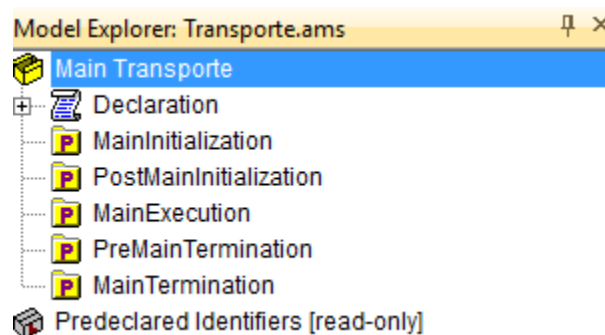 Model Explorer: Transporte.ams
Main Transporte
Declaration
P MainInitialization
P PostMainInitialization
P MainExecution
P PreMainTermination
P MainTermination
Predeclared Identifiers [read-only]